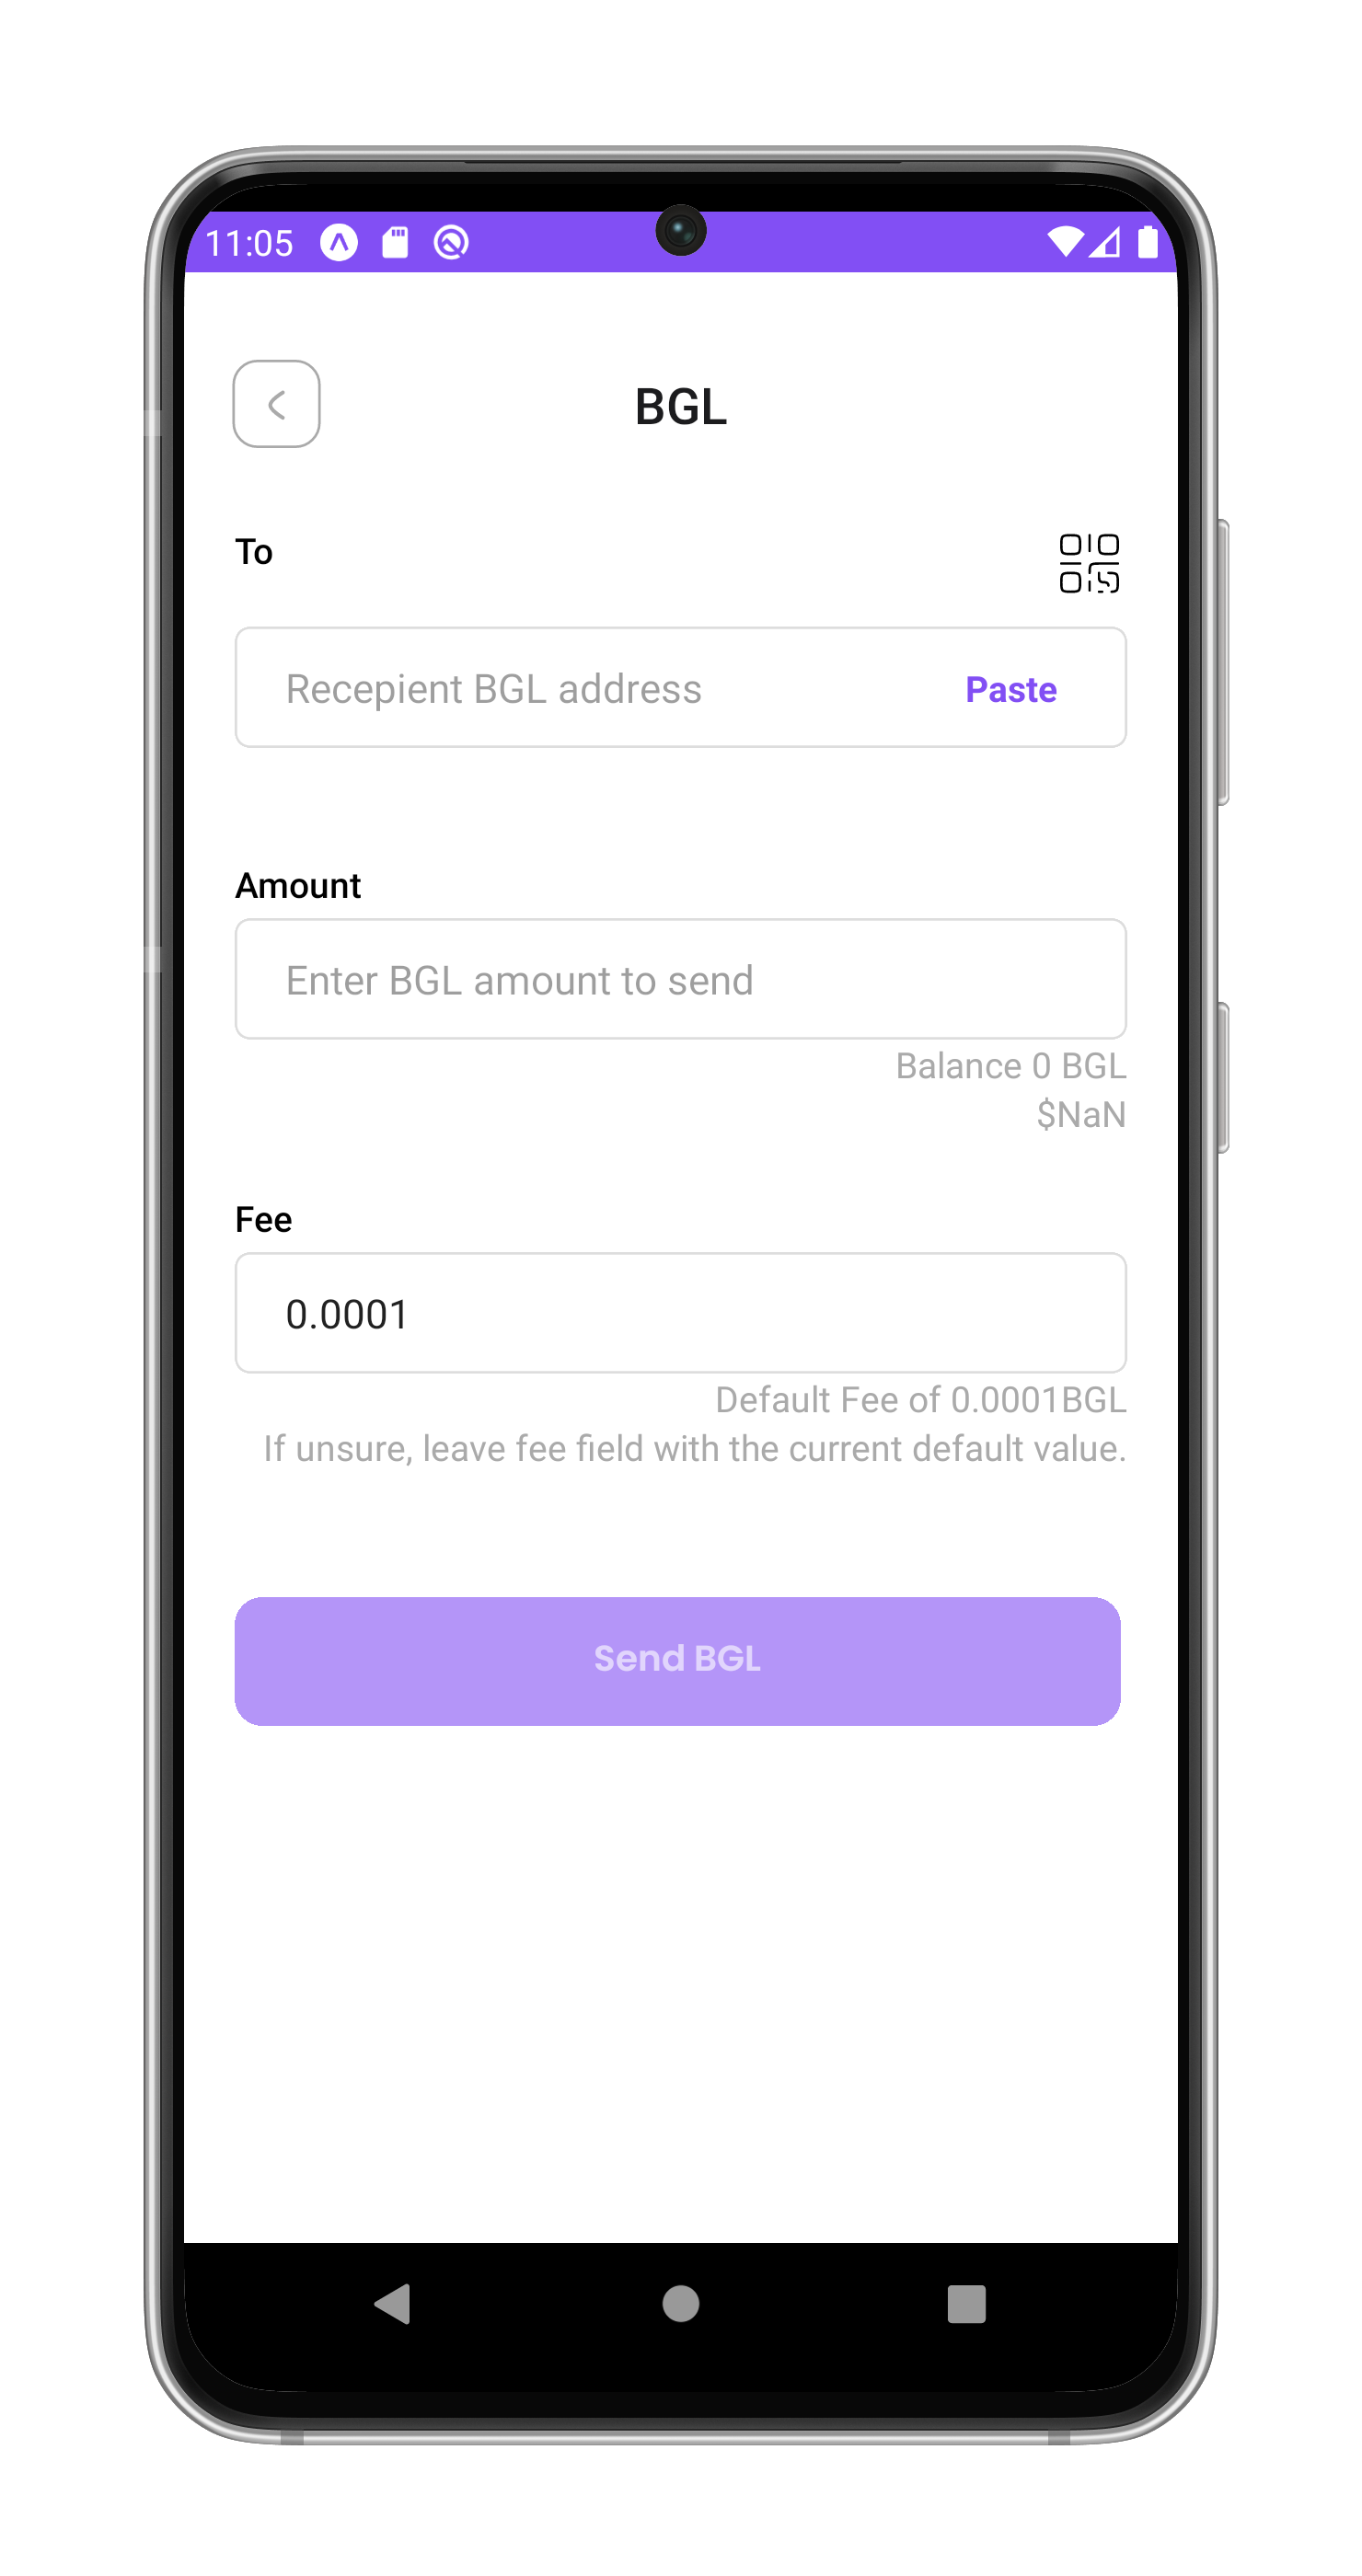 11:05
BGL
To
Recepient BGL address
Paste
Amount
Enter BGL amount to send
Balance 0 BGL
$NaN
Fee
0.0001
Default Fee of 0.0001BGL
If unsure, leave fee field with the current default value.
Send BGL